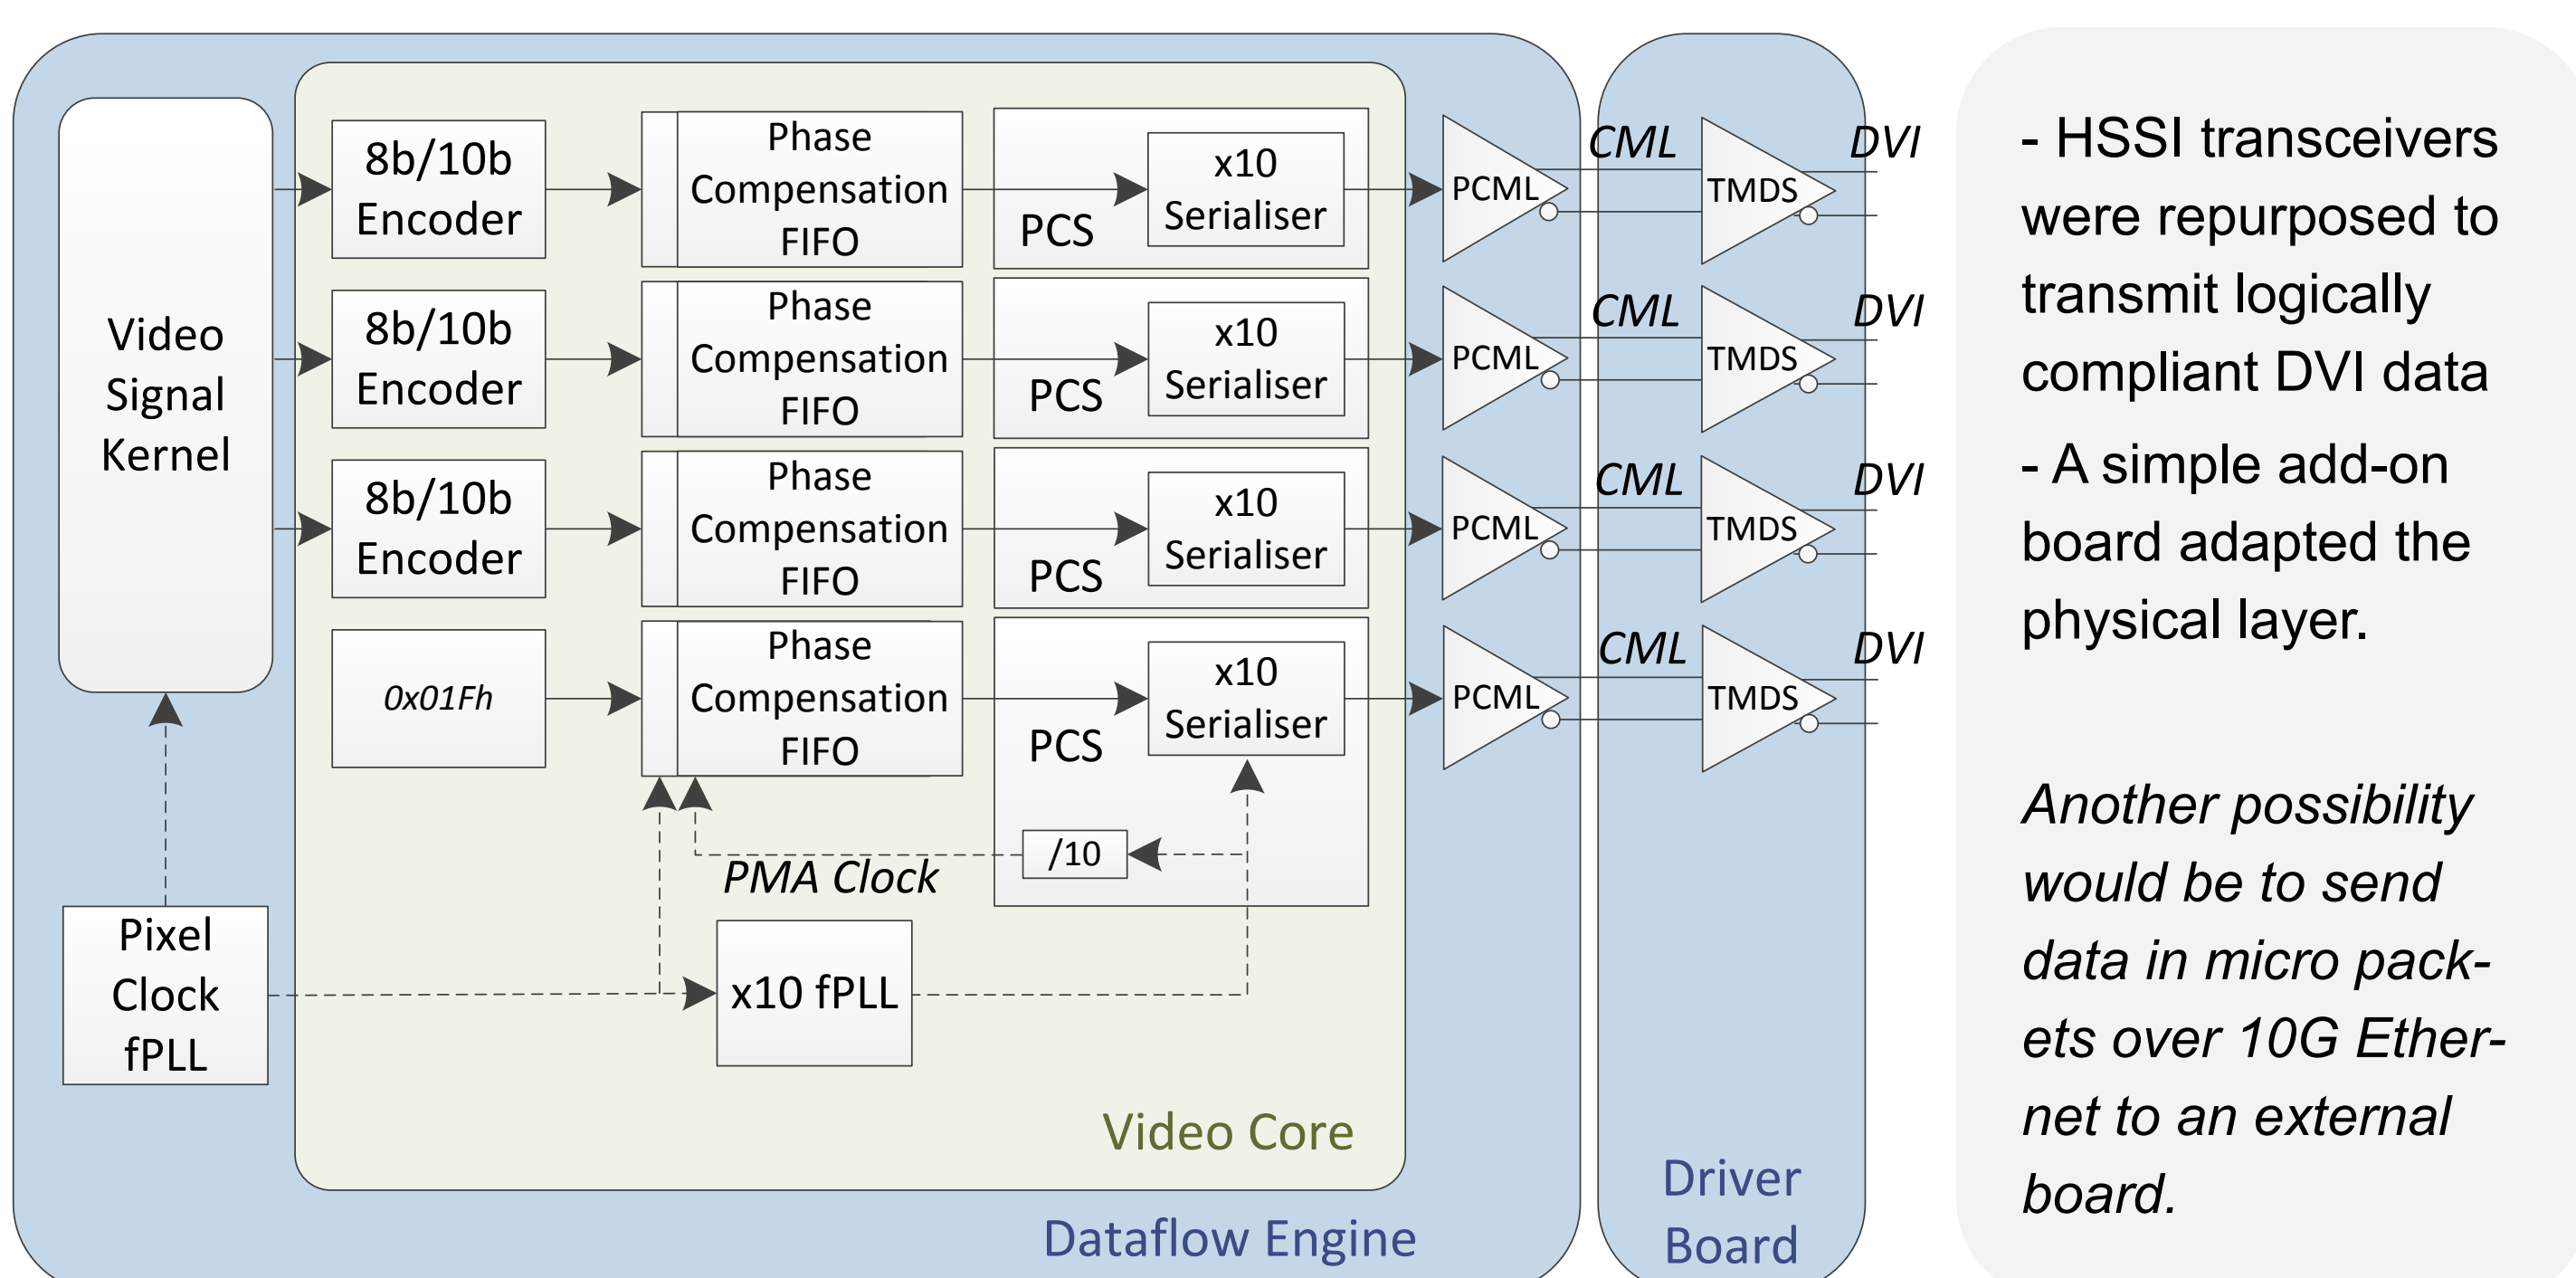 Video
Signal
Kernel
8b/10b
Encoder
Phase
Compensation
FIFO
PCS
x10
Serialiser
PCML
CML
TMDS
DVI
8b/10b
Encoder
Phase
Compensation
FIFO
PCS
x10
Serialiser
PCML
CML
TMDS
DVI
8b/10b
Encoder
Phase
Compensation
FIFO
PCS
x10
Serialiser
PCML
CML
TMDS
DVI
0x01Fh
Phase
Compensation
FIFO
PCS
x10
Serialiser
PCML
CML
TMDS
DVI
/10
PMA Clock
Pixel
Clock
fPLL
x10 fPLL
Video Core
Dataflow Engine
Driver
Board
- HSSI transceivers
were repurposed to
transmit logically
compliant DVI data
- A simple add-on
board adapted the
physical layer.
Another possibility
would be to send
data in micro pack-
ets over 10G Ether-
net to an external
board.